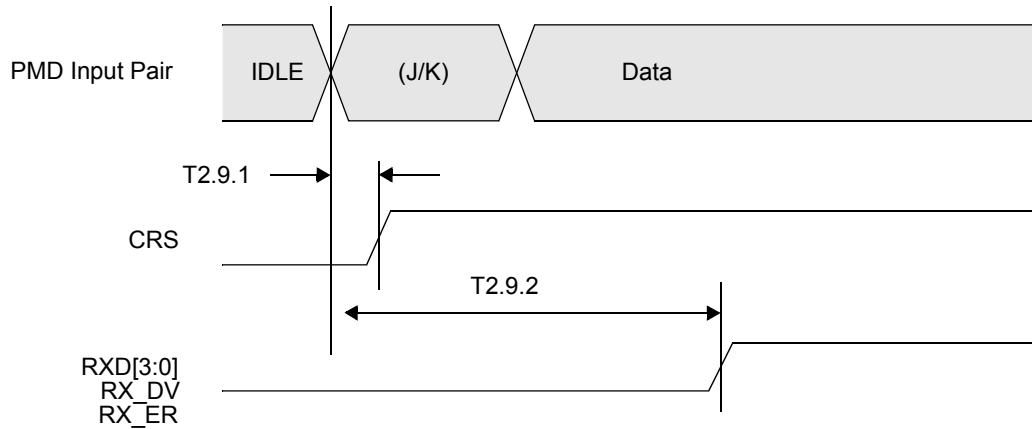 PMD Input Pair
IDLE
(J/K)
Data
T2.9.1
CRS
T2.9.2
RXD[3:0]
RX_DV
RX_ER